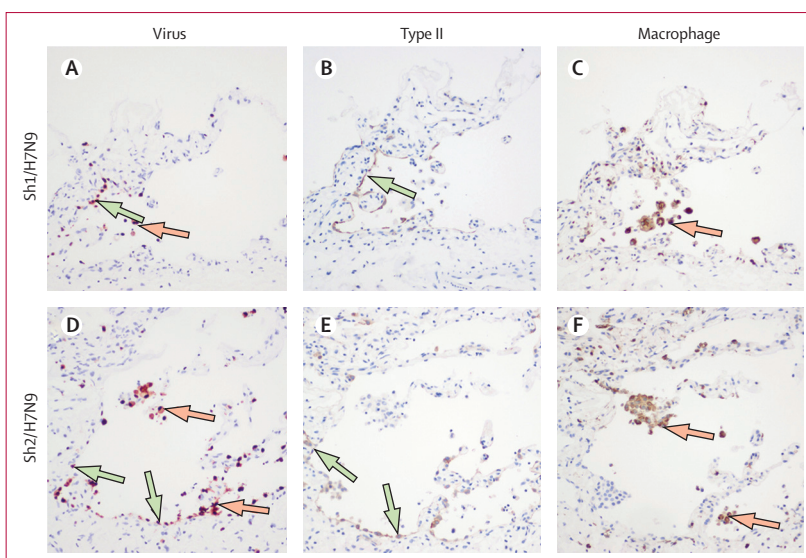 Virus Type II Macrophage
Sh1/H7N9
A B C
Sh2/H7N9
D E F